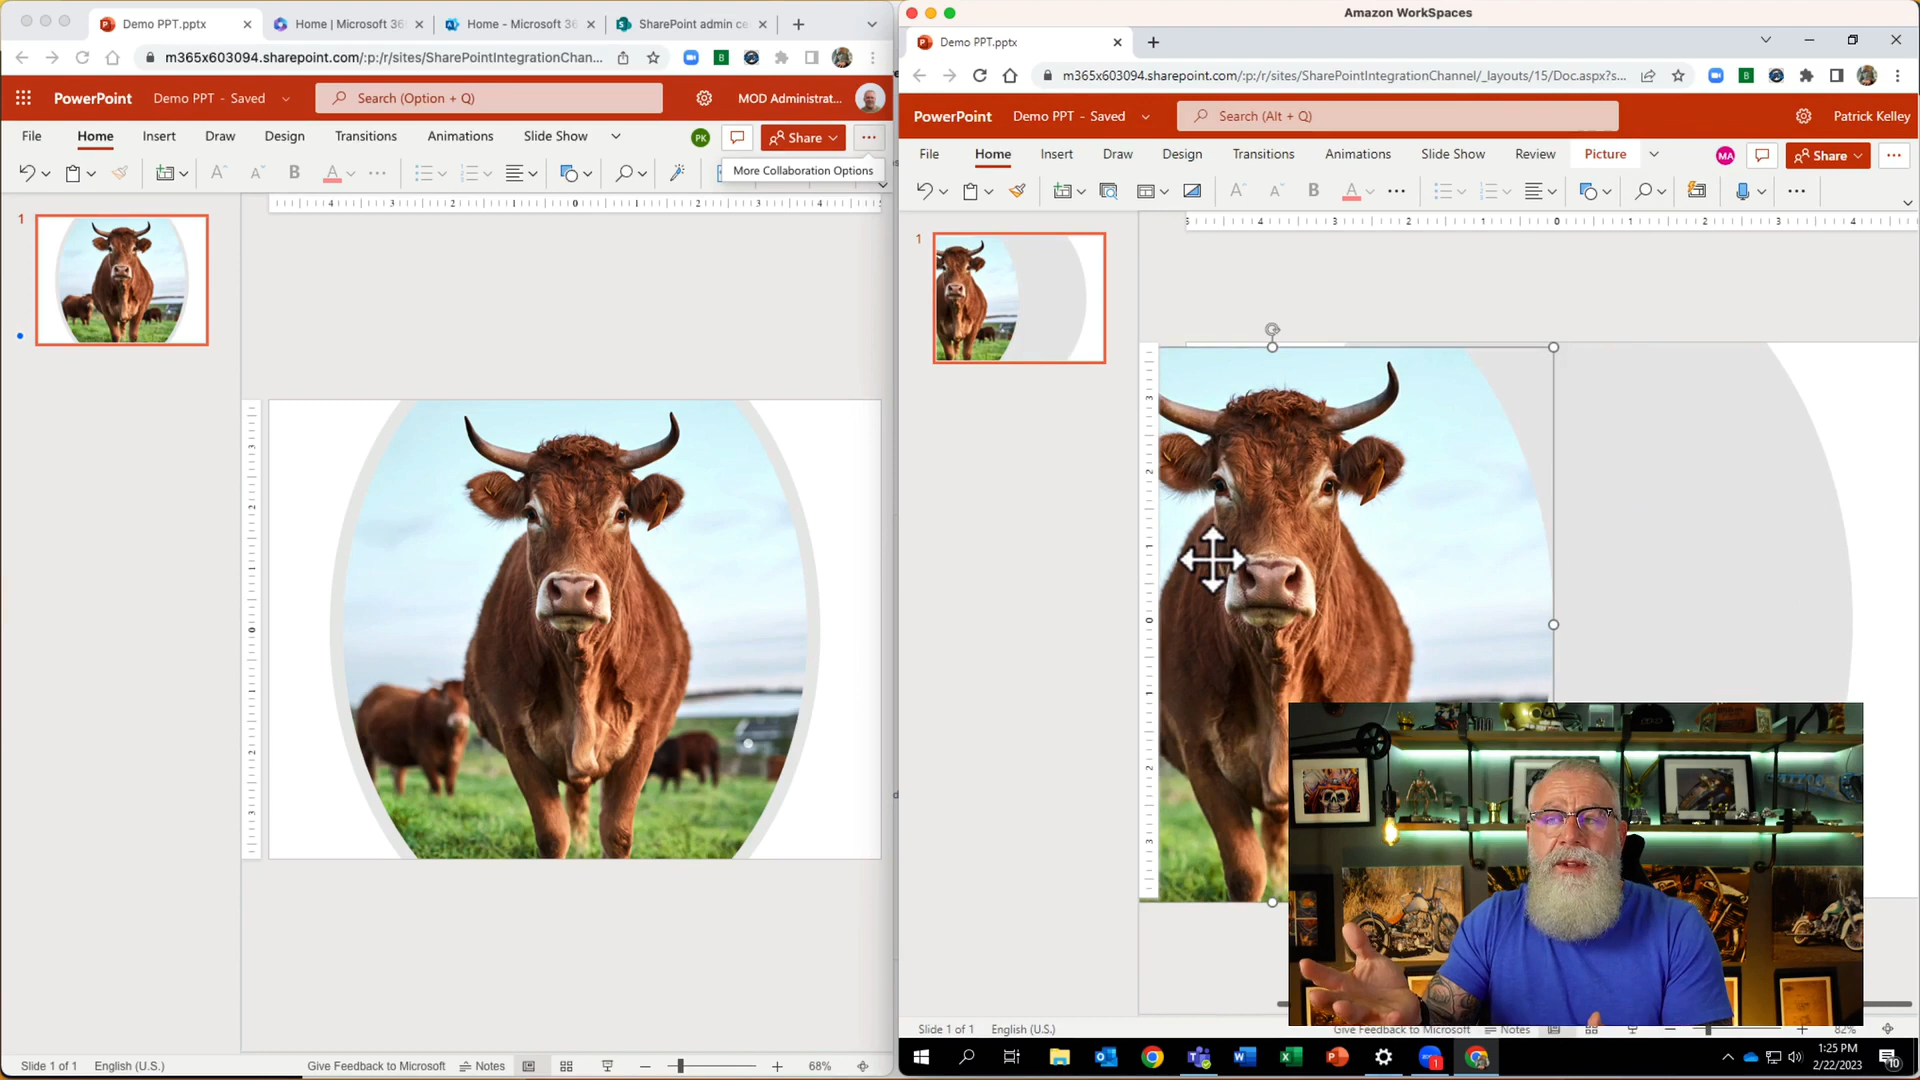 Demo PPT.pptx
Home | Microsoft 36
Home - Microsoft 36
SharePoint admin ce
m365x603094.sharepoint.com/:p:/r/sites/SharePointIntegrationChan...
PowerPoint
Demo PPT - Saved
Search (Option + Q)
MOD Administrat...
File
Home
Insert
Draw
Design
Transitions
Animations
Slide Show
PK
Share
More Collaboration Options
1
Slide 1 of 1
English (U.S.)
Give Feedback to Microsoft
Notes
68%
Amazon WorkSpaces
Demo PPT.pptx
m365x603094.sharepoint.com/:p:/r/sites/SharePointIntegrationChannel/_layouts/15/Doc.aspx?s...
PowerPoint
Demo PPT - Saved
Search (Alt + Q)
Patrick Kelley
File
Home
Insert
Draw
Design
Transitions
Animations
Slide Show
Review
Picture
MA
Share
1
Slide 1 of 1
English (U.S.)
Give Feedback to Microsoft
Notes
82%
1:25 PM
2/22/2023